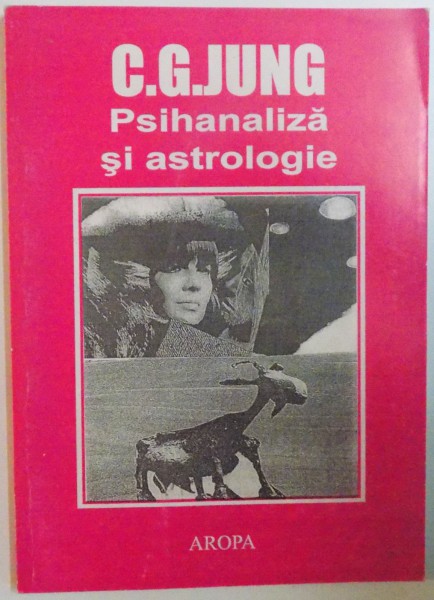 C.G.JUNG
Psihanaliză
şi astrologie
AROPA